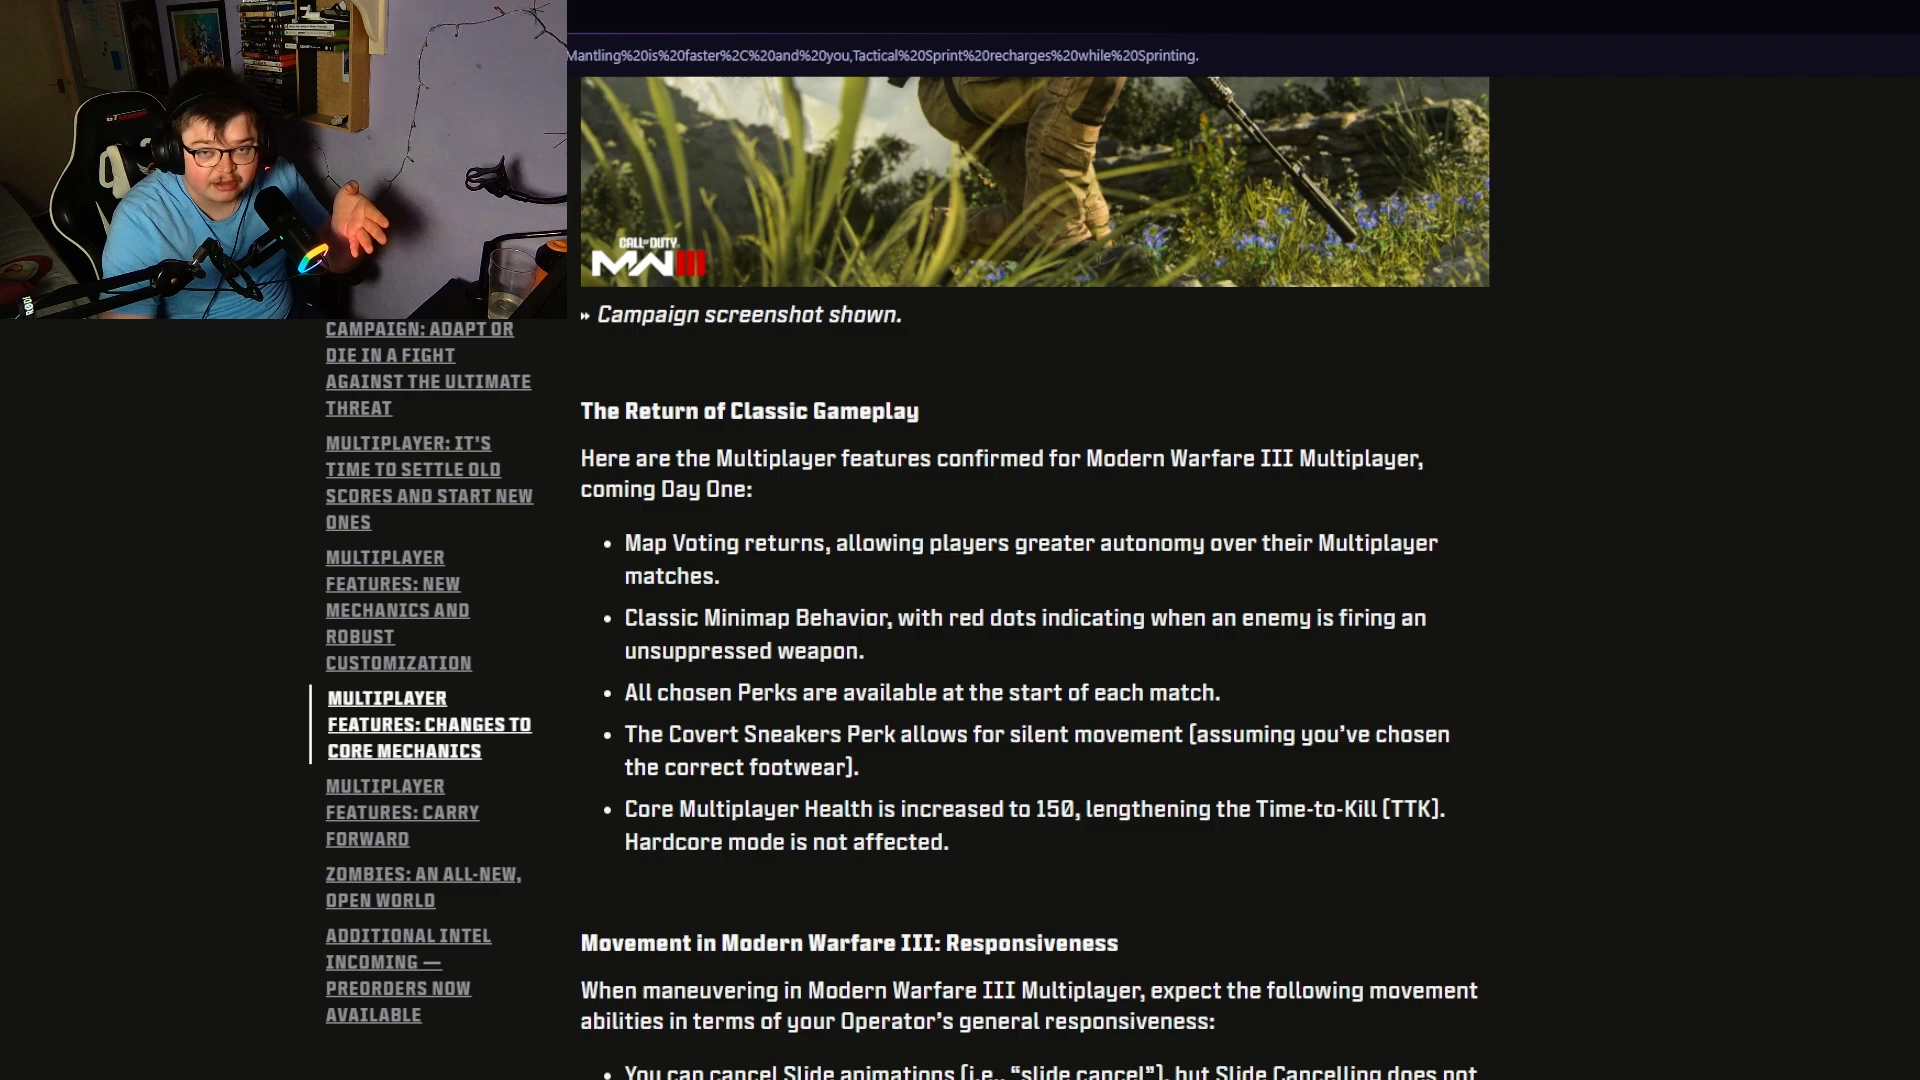 Mantling%20is%20faster%2C%20and%20you,Tactical%20Sprint%20recharges%20while%20Sprinting.
CALL OF DUTY
MWIII
Campaign screenshot shown.
CAMPAIGN: ADAPT OR
DIE IN A FIGHT
AGAINST THE ULTIMATE
THREAT
MULTIPLAYER: IT'S
TIME TO SETTLE OLD
SCORES AND START NEW
ONES
MULTIPLAYER
FEATURES: NEW
MECHANICS AND
ROBUST
CUSTOMIZATION
MULTIPLAYER
FEATURES: CHANGES TO
CORE MECHANICS
MULTIPLAYER
FEATURES: CARRY
FORWARD
ZOMBIES: AN ALL-NEW,
OPEN WORLD
ADDITIONAL INTEL
INCOMING —
PREORDERS NOW
AVAILABLE
The Return of Classic Gameplay
Here are the Multiplayer features confirmed for Modern Warfare III Multiplayer,
coming Day One:
• Map Voting returns, allowing players greater autonomy over their Multiplayer
matches.
• Classic Minimap Behavior, with red dots indicating when an enemy is firing an
unsuppressed weapon.
• All chosen Perks are available at the start of each match.
• The Covert Sneakers Perk allows for silent movement [assuming you've chosen
the correct footwear].
• Core Multiplayer Health is increased to 150, lengthening the Time-to-Kill [TTK].
Hardcore mode is not affected.
Movement in Modern Warfare III: Responsiveness
When maneuvering in Modern Warfare III Multiplayer, expect the following movement
abilities in terms of your Operator's general responsiveness:
• You can cancel Slide animations [i.e., “slide cancel”], but Slide Cancelling does not